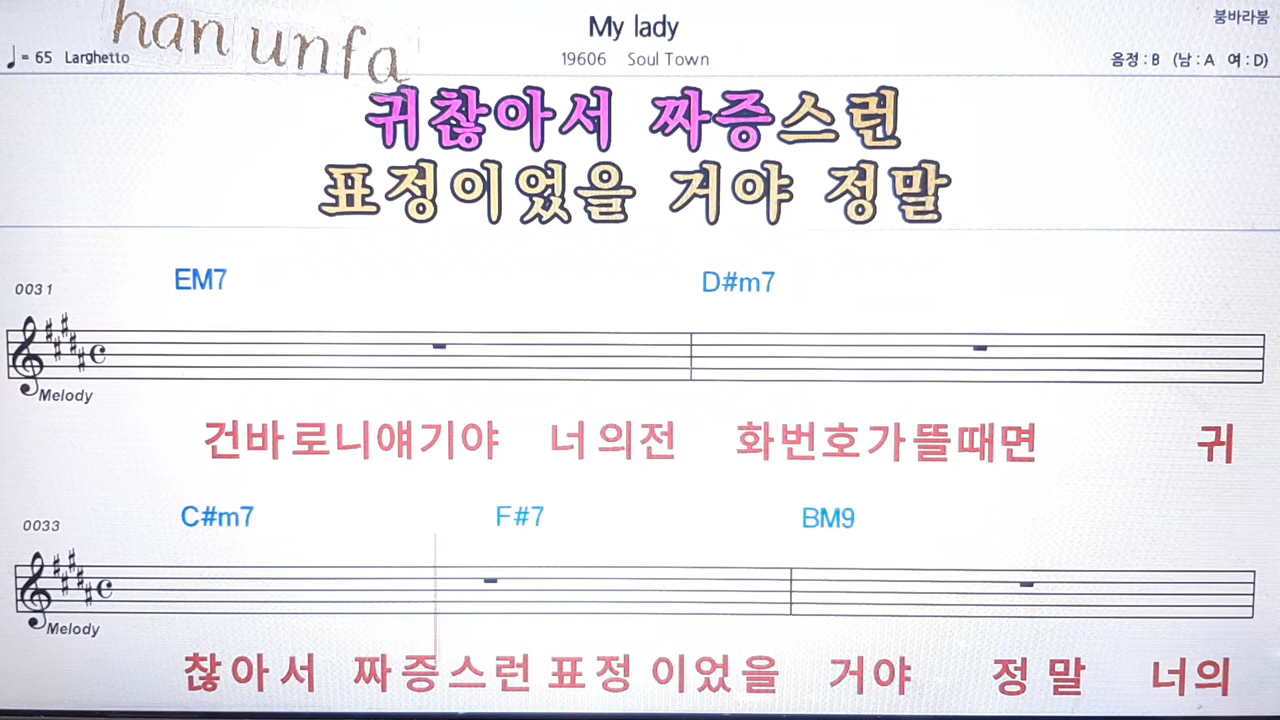 han unfa
My lady
붕바라붕
♩= 65 Larghetto
19606 Soul Town
음정 : B (남 : A 여 : D)
귀찮아서 짜증스런
표정이었을 거야 정말
0031
EM7 D#m7
Melody
건바로니얘기야 너의전 화번호가뜰때면 귀
0033
C#m7 F#7 BM9
Melody
찮아서 짜증스런표정 이었을 거야 정말 너의